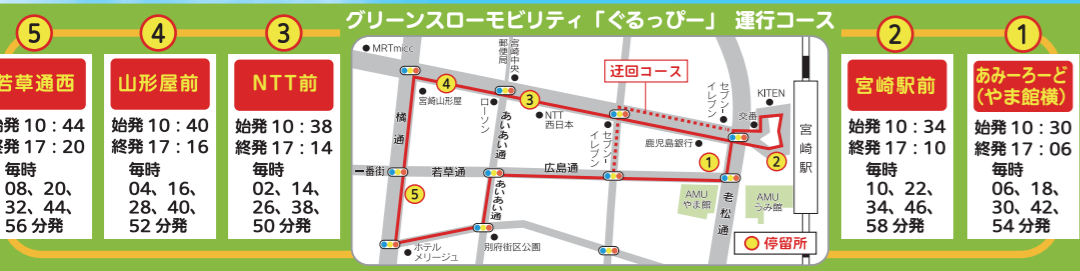 グリーンスローモビリティ「ぐるっぴー」 運行コース
⑤
若草通西
始発 10：44
終発 17：20
毎時
08、20、
32、44、
56 分発
④
山形屋前
始発 10：40
終発 17：16
毎時
04、16、
28、40、
52 分発
③
NTT前
始発 10：38
終発 17：14
毎時
02、14、
26、38、
50 分発
MRTmicc
宮崎中央
郵便局
迂回コース
セブン-
イレブン
KITEN
交番
④
宮崎山形屋
ローソン
③
NTT
西日本
セブン-
イレブン
鹿児島銀行
①
②
宮崎駅
橘通
あいあい通
一番街
若草通
広島通
⑤
あいあい通
AMU
やま館
老松通
AMU
うみ館
ホテル
メリージュ
別府街区公園
停留所
②
宮崎駅前
始発 10：34
終発 17：10
毎時
10、22、
34、46、
58 分発
①
あみーろーど
（やま館横）
始発 10：30
終発 17：06
毎時
06、18、
30、42、
54 分発